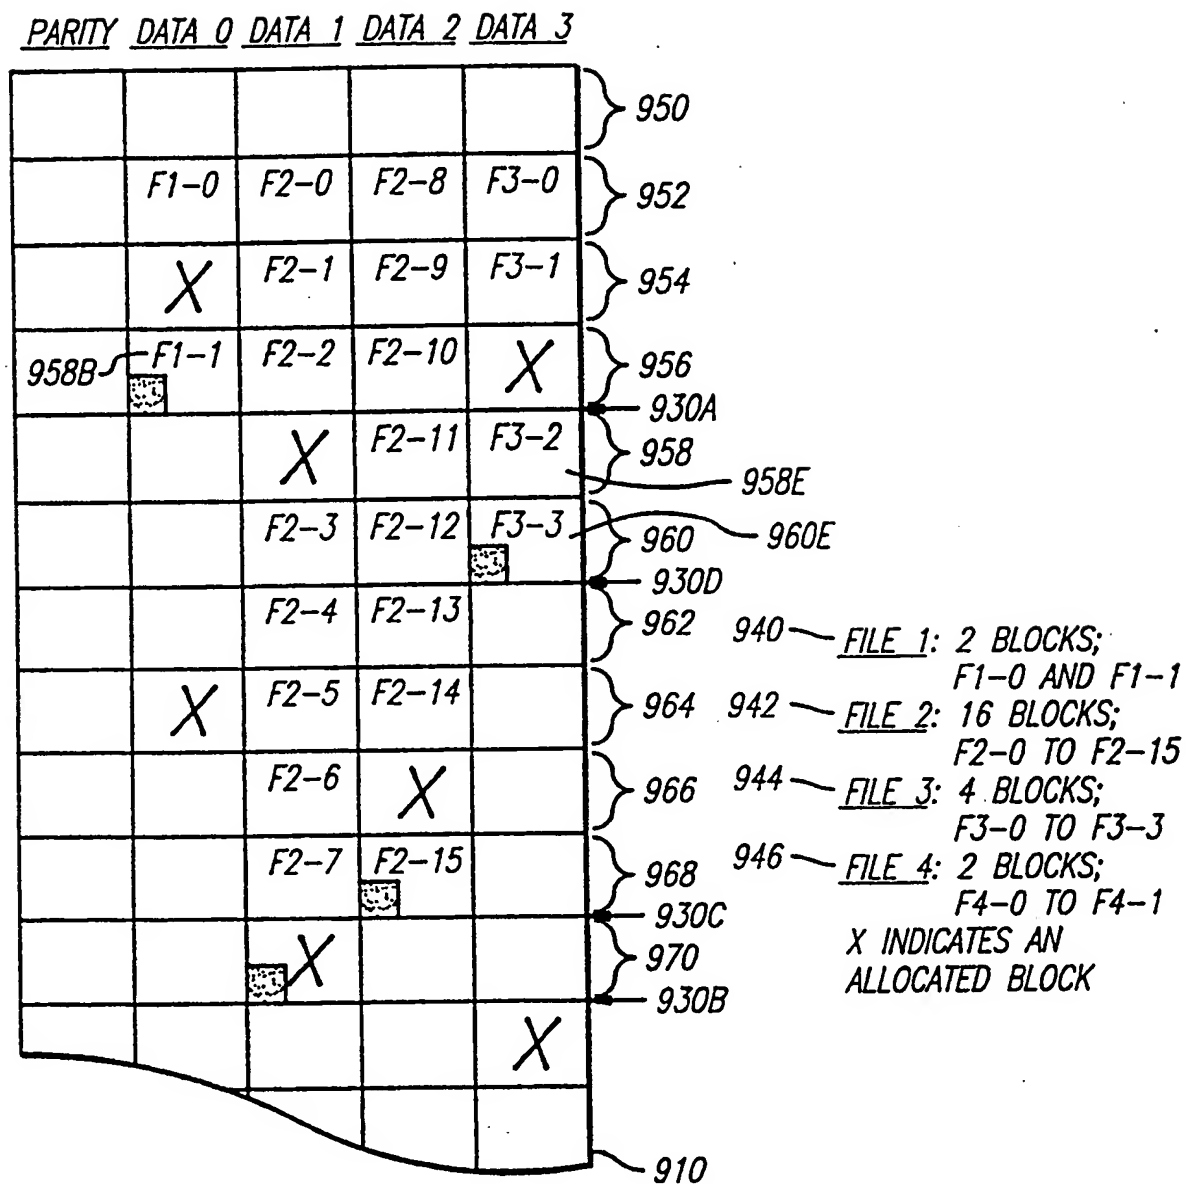 PARITY DATA 0 DATA 1 DATA 2 DATA 3
950
F1-0 F2-0 F2-8 F3-0 952
X F2-1 F2-9 F3-1 954
958B F1-1 F2-2 F2-10 X 956
930A
X F2-11 F3-2 958
958E
F2-3 F2-12 F3-3 960 960E
930D
F2-4 F2-13 962
940 FILE 1: 2 BLOCKS;
F1-0 AND F1-1
X F2-5 F2-14 964
942 FILE 2: 16 BLOCKS;
F2-0 TO F2-15
F2-6 X 966
944 FILE 3: 4 BLOCKS;
F3-0 TO F3-3
F2-7 F2-15 968
946 FILE 4: 2 BLOCKS;
F4-0 TO F4-1
930C
X 970
X INDICATES AN
ALLOCATED BLOCK
930B
X
910